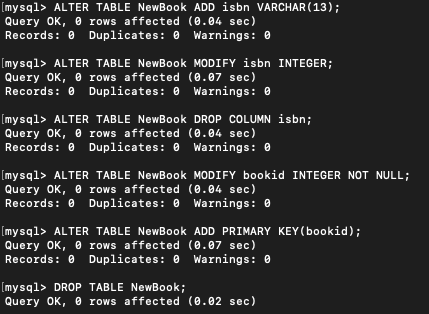 [mysql> ALTER TABLE NewBook ADD isbn VARCHAR(13);
Query OK, 0 rows affected (0.04 sec)
Records: 0  Duplicates: 0  Warnings: 0
[mysql> ALTER TABLE NewBook MODIFY isbn INTEGER;
Query OK, 0 rows affected (0.07 sec)
Records: 0  Duplicates: 0  Warnings: 0
[mysql> ALTER TABLE NewBook DROP COLUMN isbn;
Query OK, 0 rows affected (0.04 sec)
Records: 0  Duplicates: 0  Warnings: 0
[mysql> ALTER TABLE NewBook MODIFY bookid INTEGER NOT NULL;
Query OK, 0 rows affected (0.04 sec)
Records: 0  Duplicates: 0  Warnings: 0
[mysql> ALTER TABLE NewBook ADD PRIMARY KEY(bookid);
Query OK, 0 rows affected (0.07 sec)
Records: 0  Duplicates: 0  Warnings: 0
[mysql> DROP TABLE NewBook;
Query OK, 0 rows affected (0.02 sec)